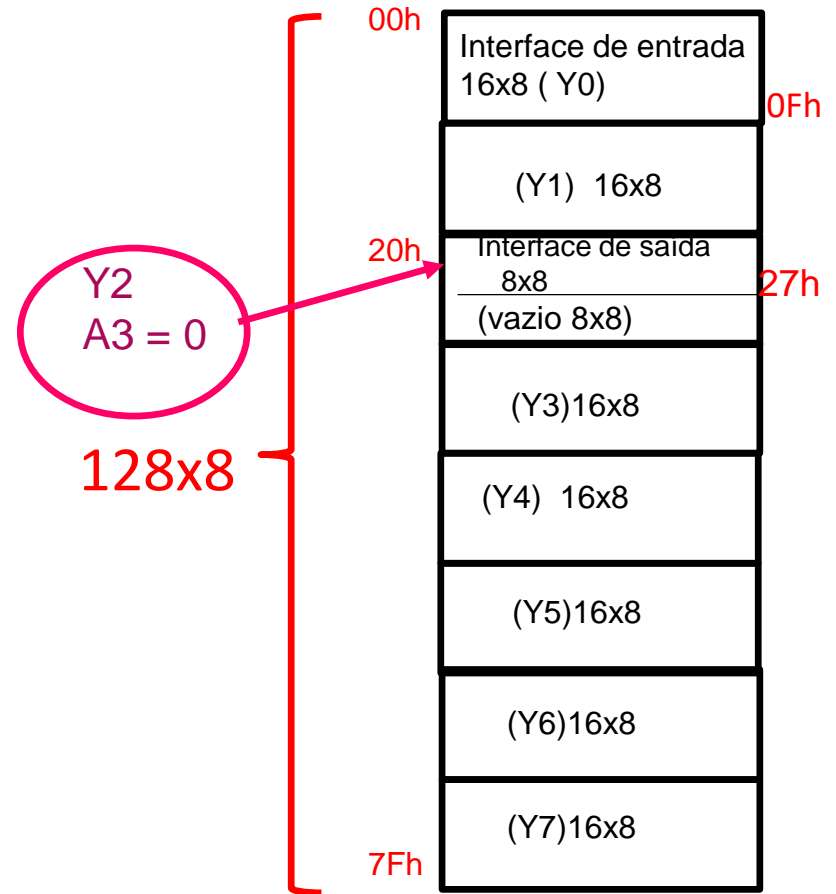 00h
Interface de entrada
16x8 ( Y0)
0Fh
(Y1) 16x8
20h
Interface de saída
8x8
27h
(vazio 8x8)
Y2
A3 = 0
(Y3)16x8
128x8
(Y4) 16x8
(Y5)16x8
(Y6)16x8
(Y7)16x8
7Fh